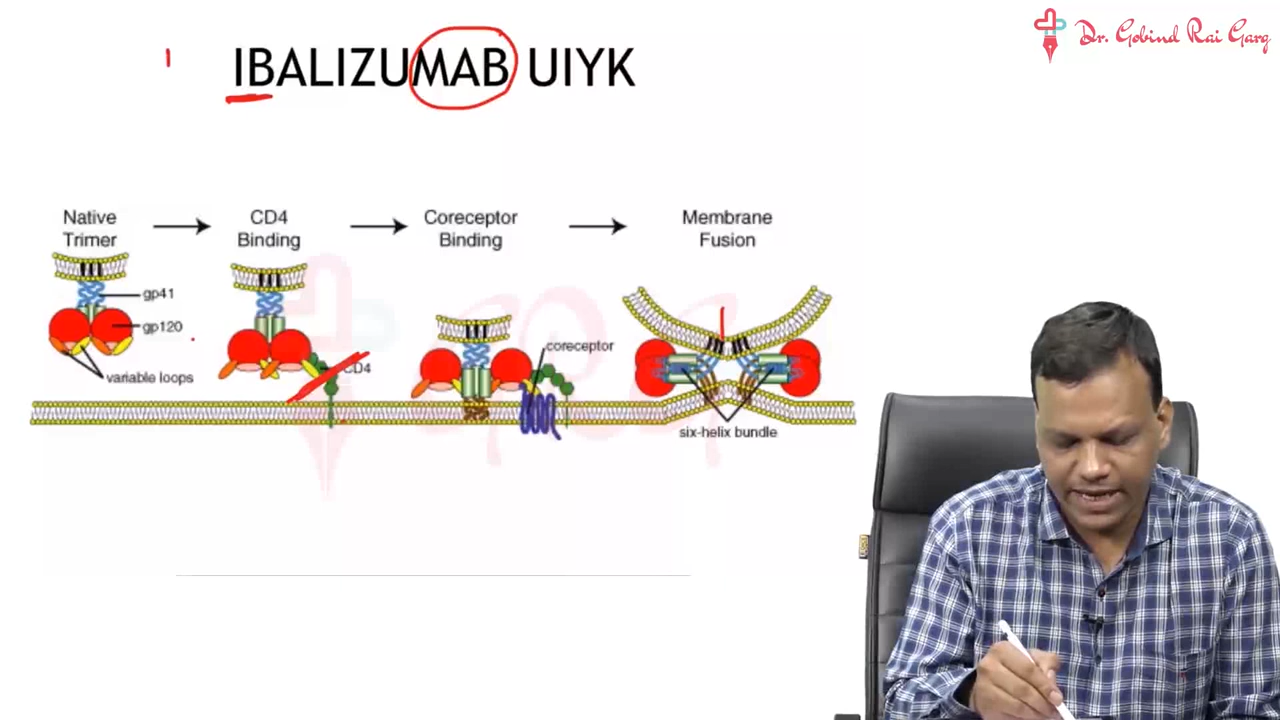 Dr. Gobind Rai Garg
IBALIZUMAB UIYK
Native
Trimer
CD4
Binding
Coreceptor
Binding
Membrane
Fusion
gp41
gp120
variable loops
CD4
coreceptor
six-helix bundle